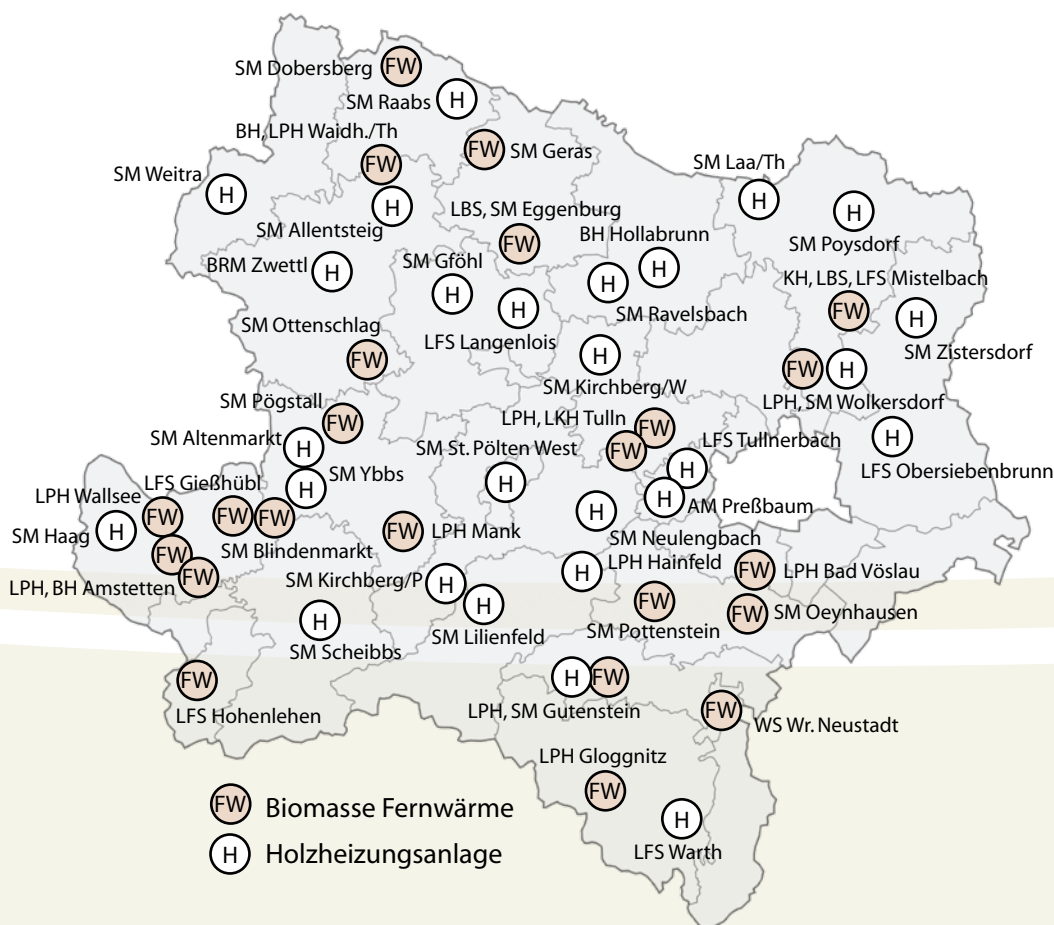 SM Dobersberg FW
SM Raabs H
BH, LPH Waidh./Th
FW
FW SM Geras
SM Laa/Th
H
SM Weitra
H
H
SM Allentsteig
LBS, SM Eggenburg
FW
H
SM Poysdorf
BH Hollabrunn
H
BRM Zwettl H
SM Gföhl
H
H
SM Ravelsbach
KH, LBS, LFS Mistelbach
FW
H
LFS Langenlois
H
SM Zistersdorf
SM Ottenschlag
FW
H
SM Kirchberg/W
FW H
LPH, SM Wolkersdorf
SM Pögstall
FW
LPH, LKH Tulln
FW
FW
SM Altenmarkt H
SM St. Pölten West
H
LFS Tullnerbach
H
H
LFS Obersiebenbrunn
H SM Ybbs
H AM Preßbaum
LPH Wallsee
FW
LFS Gießhübl
FW FW
SM Blindenmarkt
SM Haag H
FW LPH Mank
H
SM Neulengbach
FW
FW
LPH, BH Amstetten
SM Kirchberg/P H
H LPH Hainfeld
FW LPH Bad Vöslau
H
SM Lilienfeld
FW
SM Pottenstein
FW SM Oeynhausen
H
SM Scheibbs
FW
LFS Hohenlehen
H FW
LPH, SM Gutenstein
FW WS Wr. Neustadt
LPH Gloggnitz
FW
H
LFS Warth
FW Biomasse Fernwärme
H Holzheizungsanlage